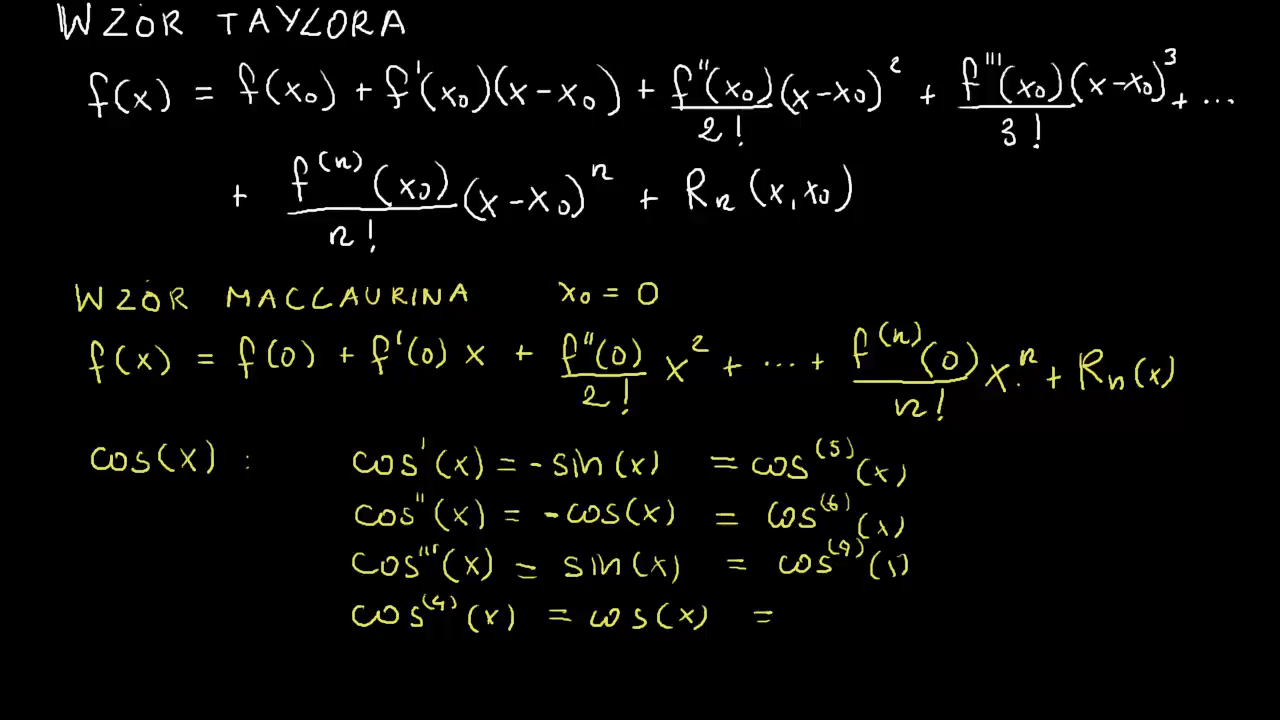 WZÓR TAYLORA
f(x) = f(x₀) + f'(x₀)(x-x₀) + f''(x₀)/2! (x-x₀)² + f'''(x₀)/3! (x-x₀)³ + ...
+ f⁽ⁿ⁾(x₀)/n! (x-x₀)ⁿ + Rₙ(x,x₀)
WZÓR MACCAURINA x₀ = 0
f(x) = f(0) + f'(0) x + f''(0)/2! x² + ... + f⁽ⁿ⁾(0)/n! xⁿ + Rₙ(x)
cos(x) : cos'(x) = -sin(x) = cos⁽⁵⁾(x)
cos''(x) = -cos(x) = cos⁽⁶⁾(x)
cos'''(x) = sin(x) = cos (x)
cos⁽⁴⁾(x) = cos(x) =